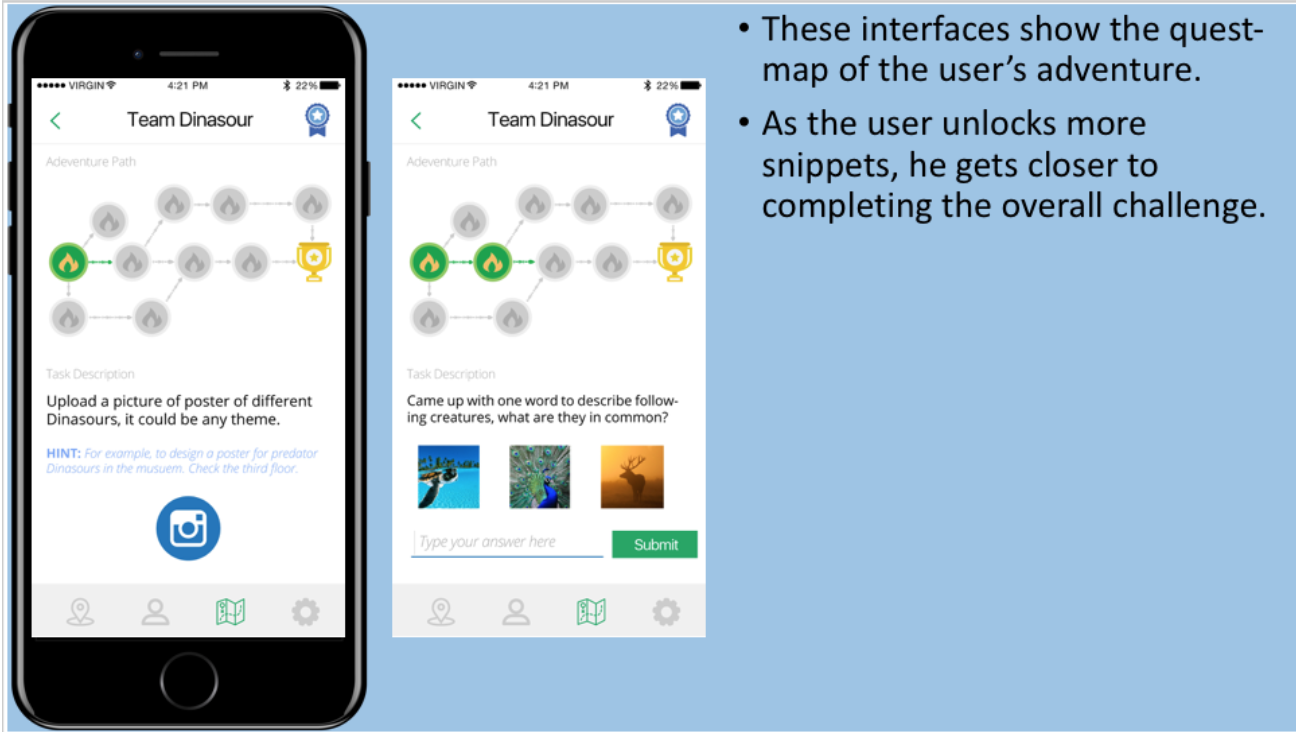 VIRGIN 4:21 PM 22%
Team Dinasour
Adeventure Path
Task Description
Upload a picture of poster of different
Dinasours, it could be any theme.
HINT: For example, to design a poster for predator
Dinasours in the musuem. Check the third floor.
VIRGIN 4:21 PM 22%
Team Dinasour
Adeventure Path
Task Description
Came up with one word to describe follow-
ing creatures, what are they in common?
Type your answer here
Submit
• These interfaces show the quest-
map of the user’s adventure.
• As the user unlocks more
snippets, he gets closer to
completing the overall challenge.